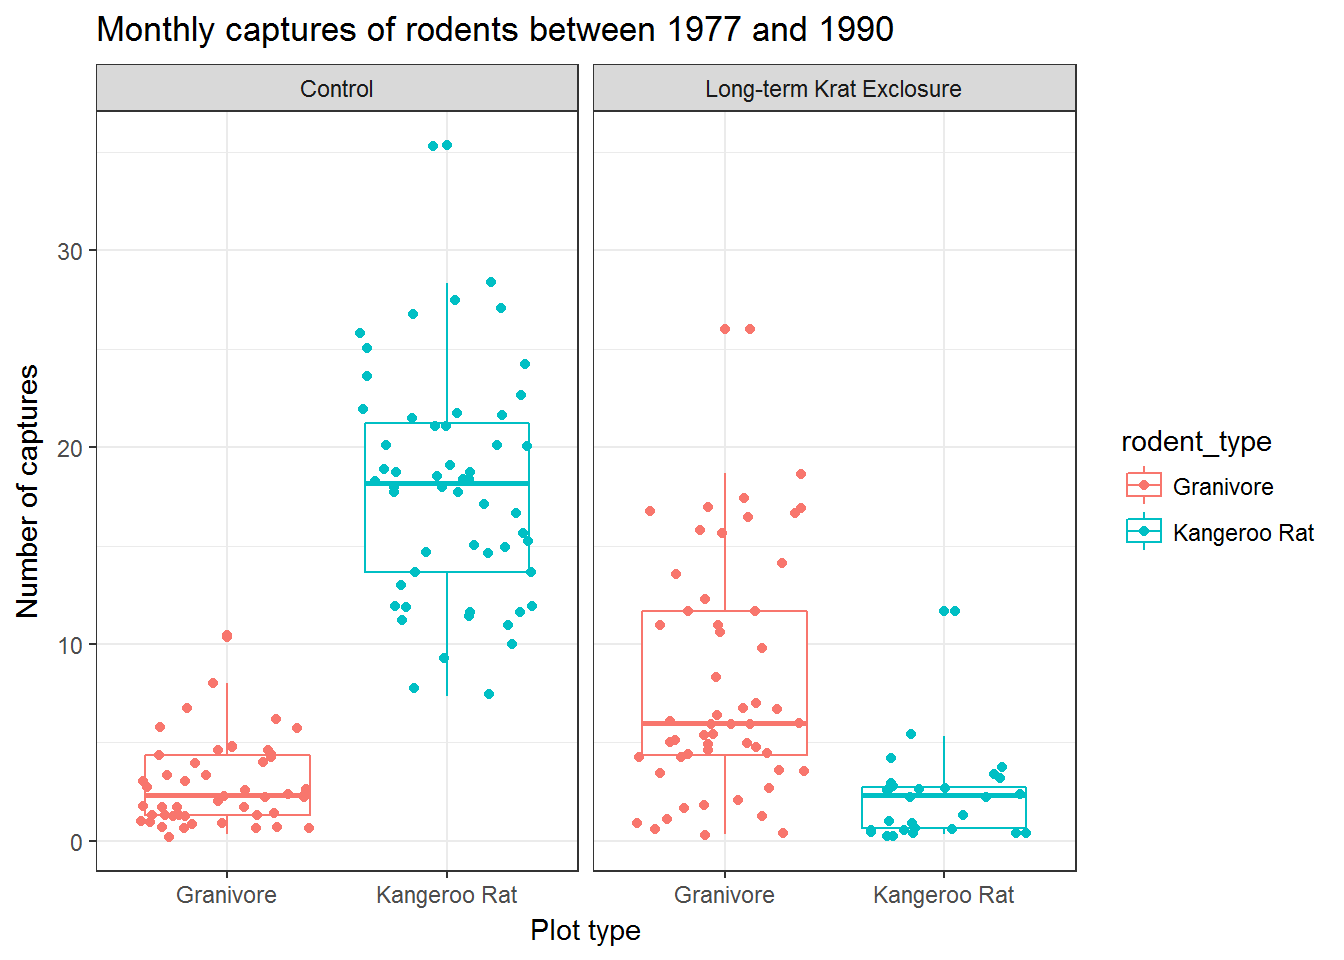 Monthly captures of rodents between 1977 and 1990
Control
Long-term Krat Exclosure
Number of captures
30
20
10
0
Granivore
Kangeroo Rat
Granivore
Kangeroo Rat
Plot type
rodent_type
Granivore
Kangeroo Rat